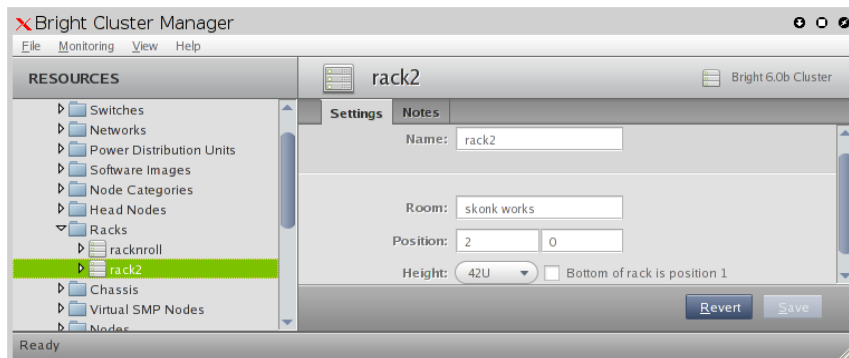 Bright Cluster Manager
File Monitoring View Help
RESOURCES
rack2
Bright 6.0b Cluster
Switches
Networks
Power Distribution Units
Software Images
Node Categories
Head Nodes
Racks
racknroll
rack2
Chassis
Virtual SMP Nodes
Nodes
Settings Notes
Name: rack2
Room: skonk works
Position: 2 0
Height: 42U Bottom of rack is position 1
Revert Save
Ready